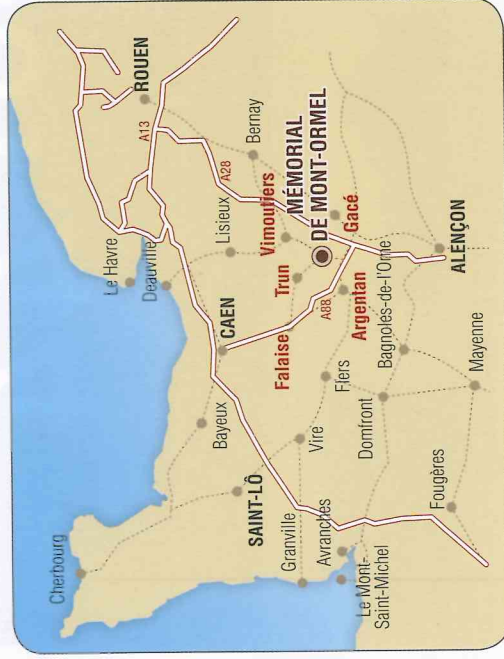 Cherbourg
Le Havre
ROUEN
A13
Deauville
Bayeux
CAEN
Lisieux
A28
Bernay
SAINT-LÔ
Vimoutiers
Falaise
Trun
MÉMORIAL
DE MONT-ORMEL
Granville
Vire
A88
Avranches
Flers
Argentan
Gacé
Le Mont-
Saint-Michel
Domfront
Bagnoles-de-l'Orne
Fougères
ALENÇON
Mayenne